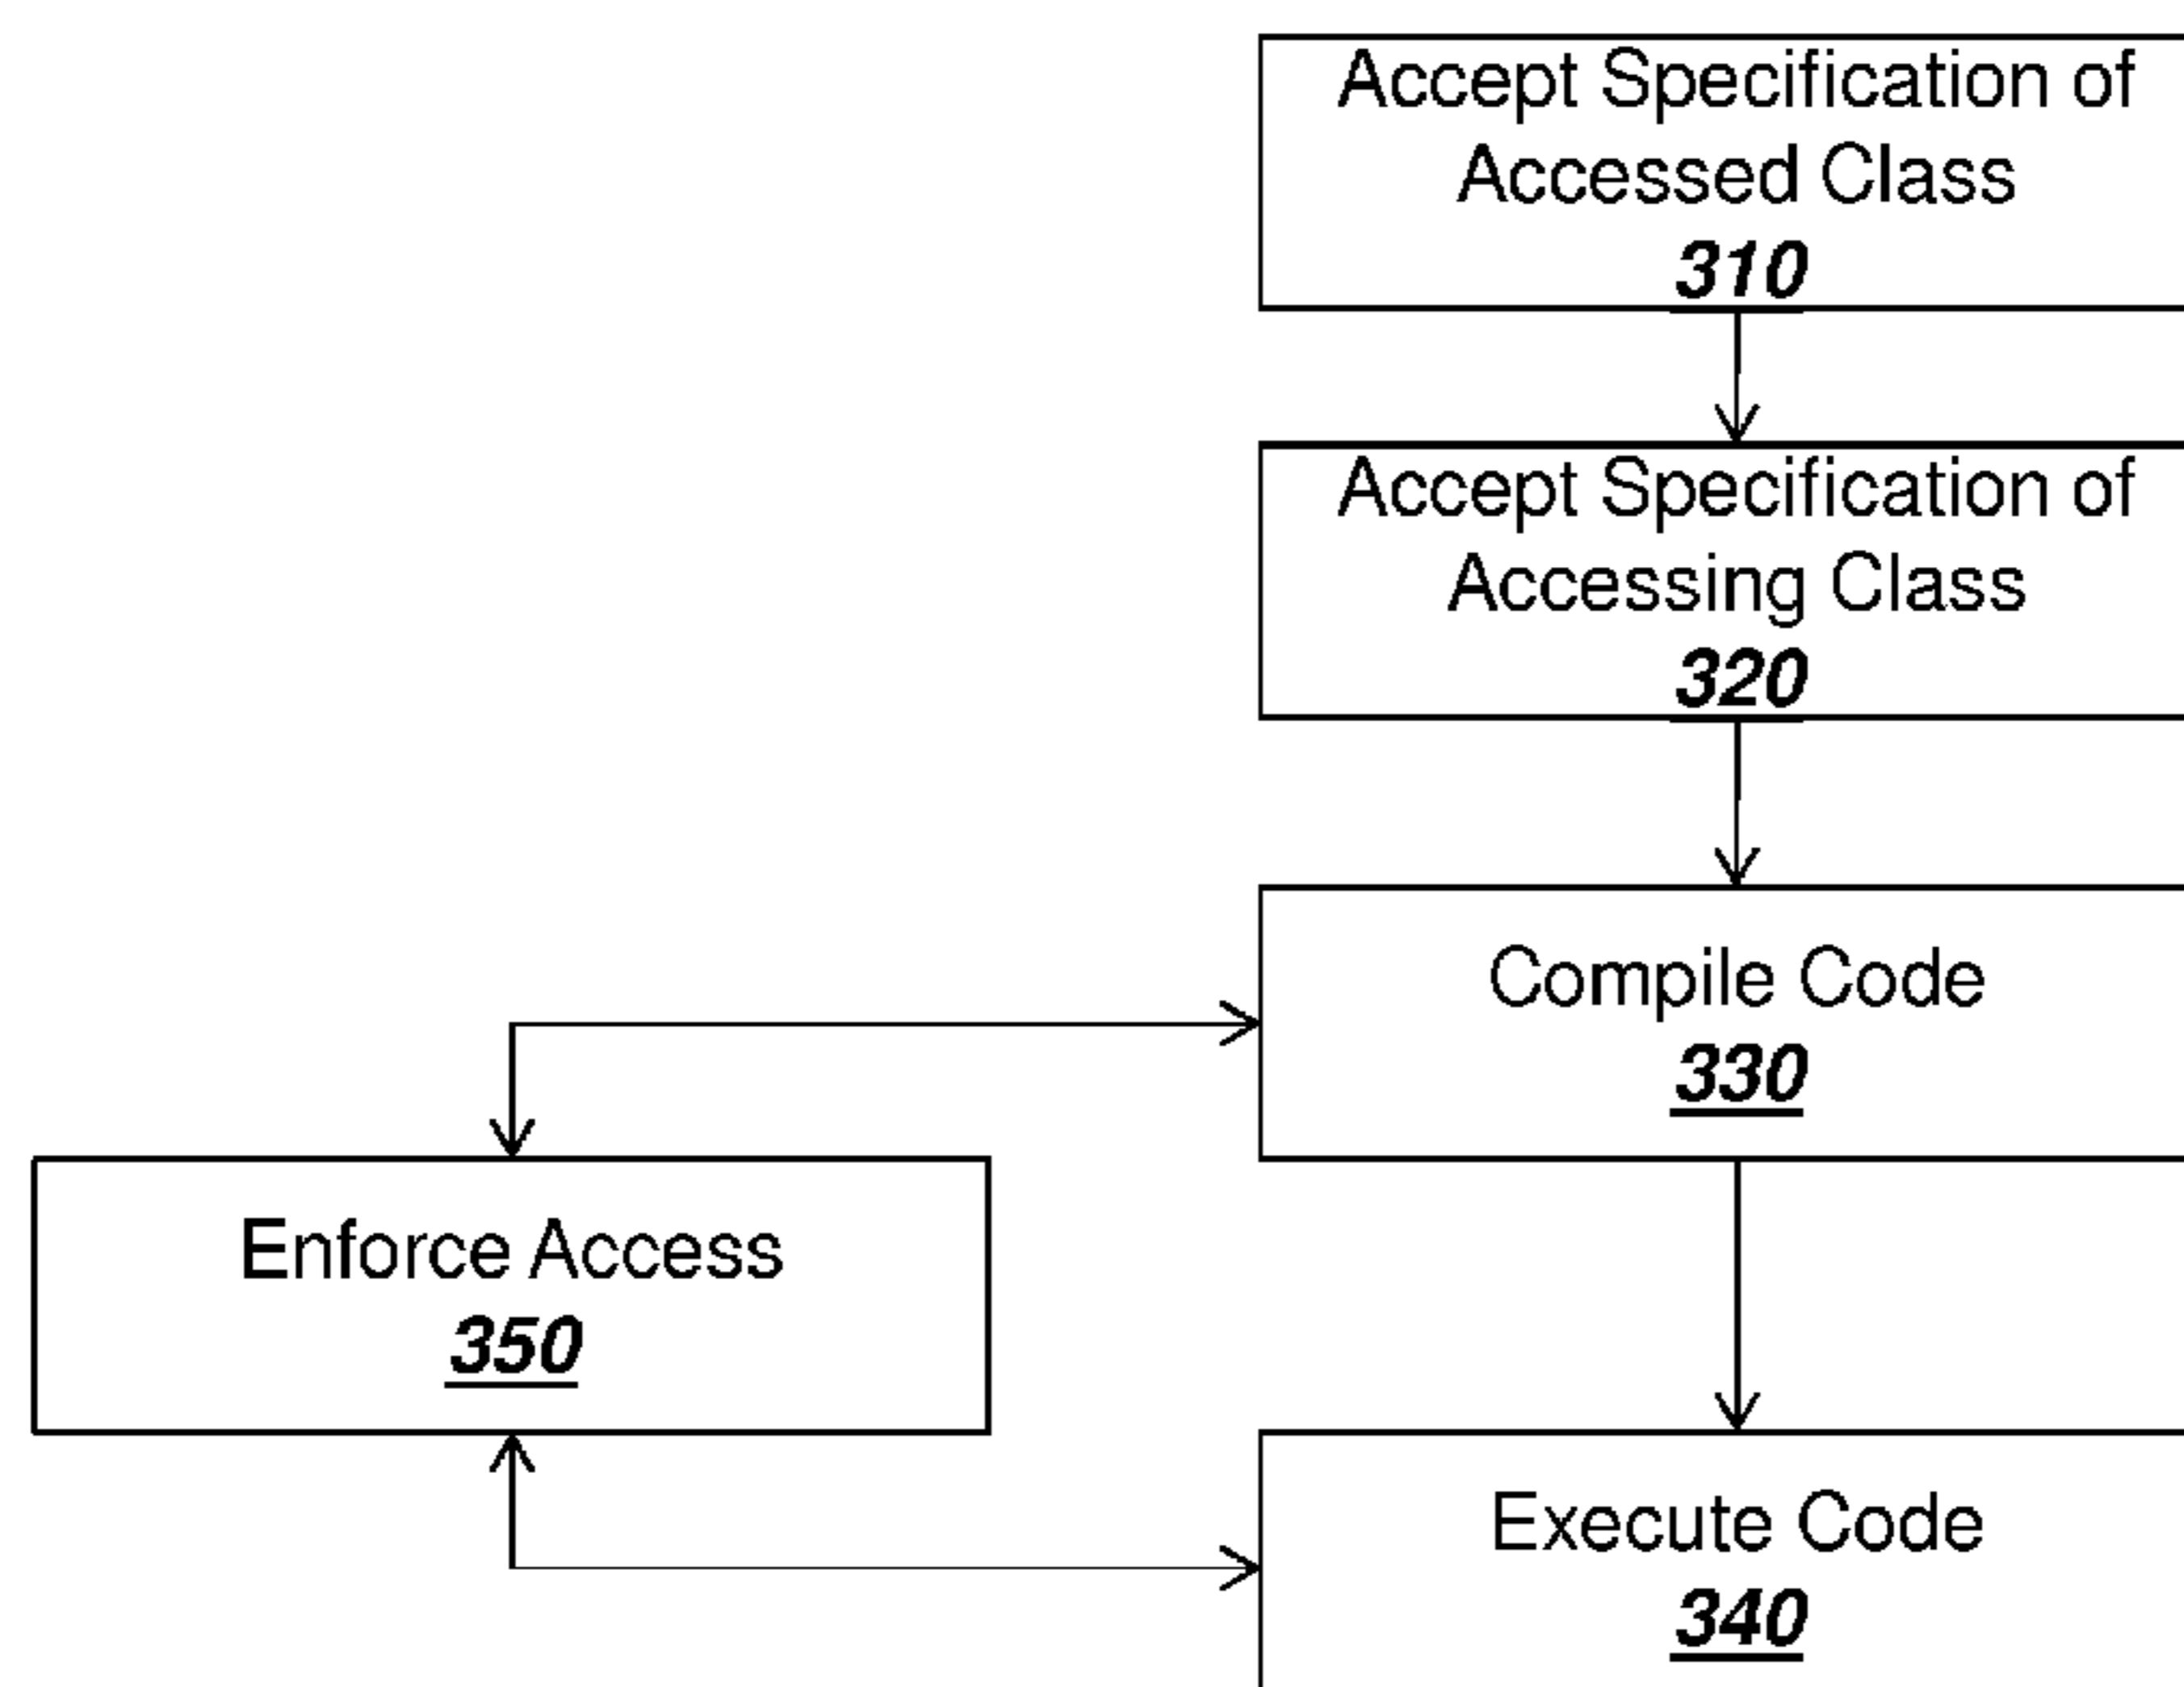 Accept Specification of
Accessed Class
310
Accept Specification of
Accessing Class
320
Compile Code
330
Enforce Access
350
Execute Code
340